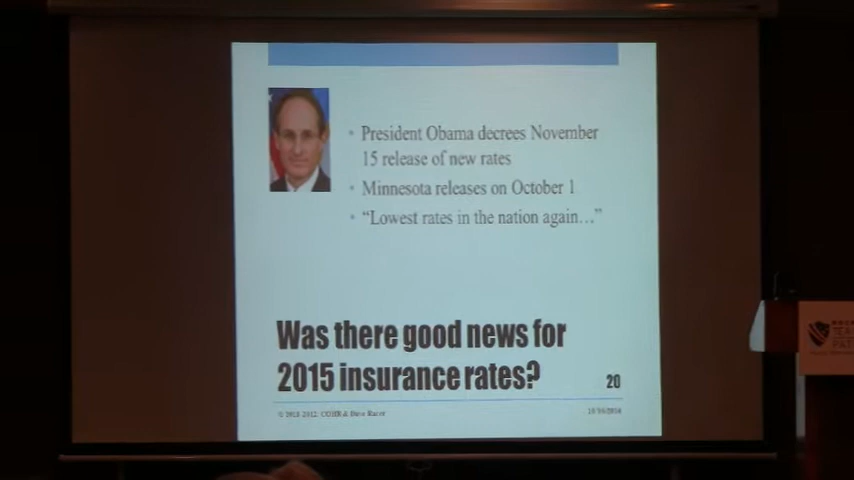 • President Obama decrees November
15 release of new rates
• Minnesota releases on October 1
• “Lowest rates in the nation again…”
Was there good news for
2015 insurance rates?
20